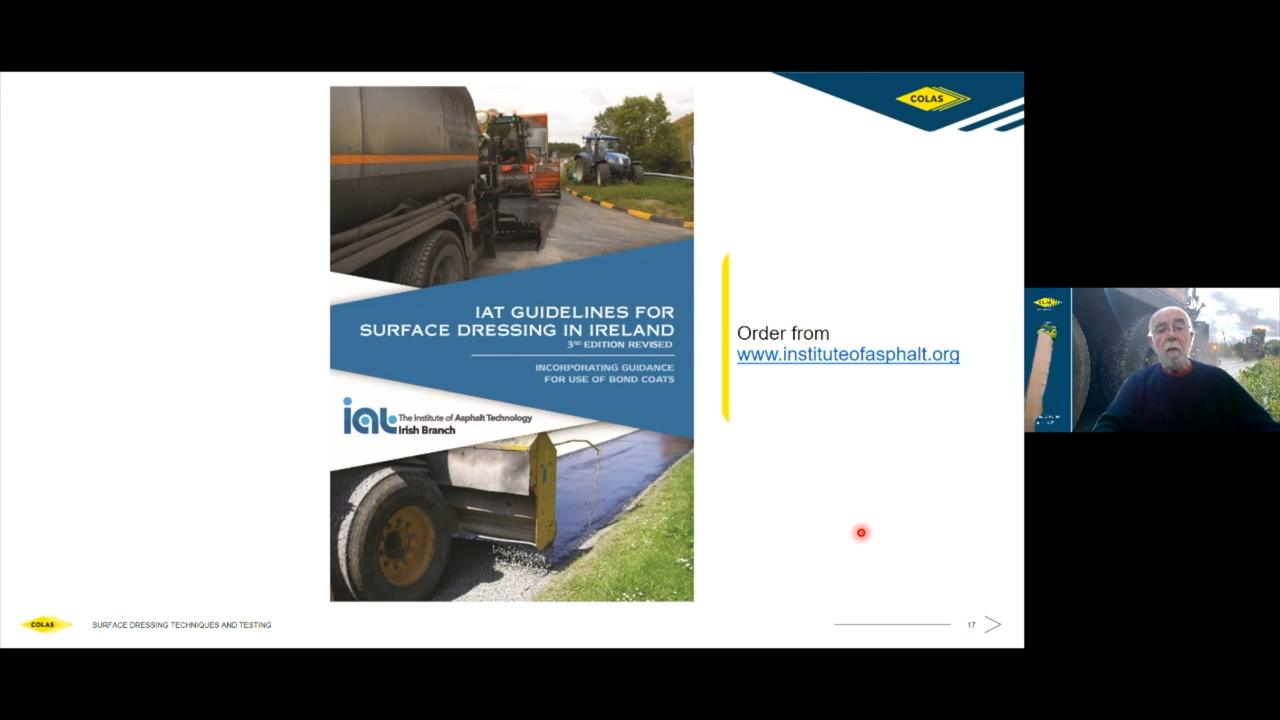 COLAS
IAT GUIDELINES FOR
SURFACE DRESSING IN IRELAND
3RD EDITION REVISED
INCORPORATING GUIDANCE
FOR USE OF BOND COATS
iat The Institute of Asphalt Technology
Irish Branch
Order from
www.instituteofasphalt.org
COLAS
SURFACE DRESSING TECHNIQUES AND TESTING
17